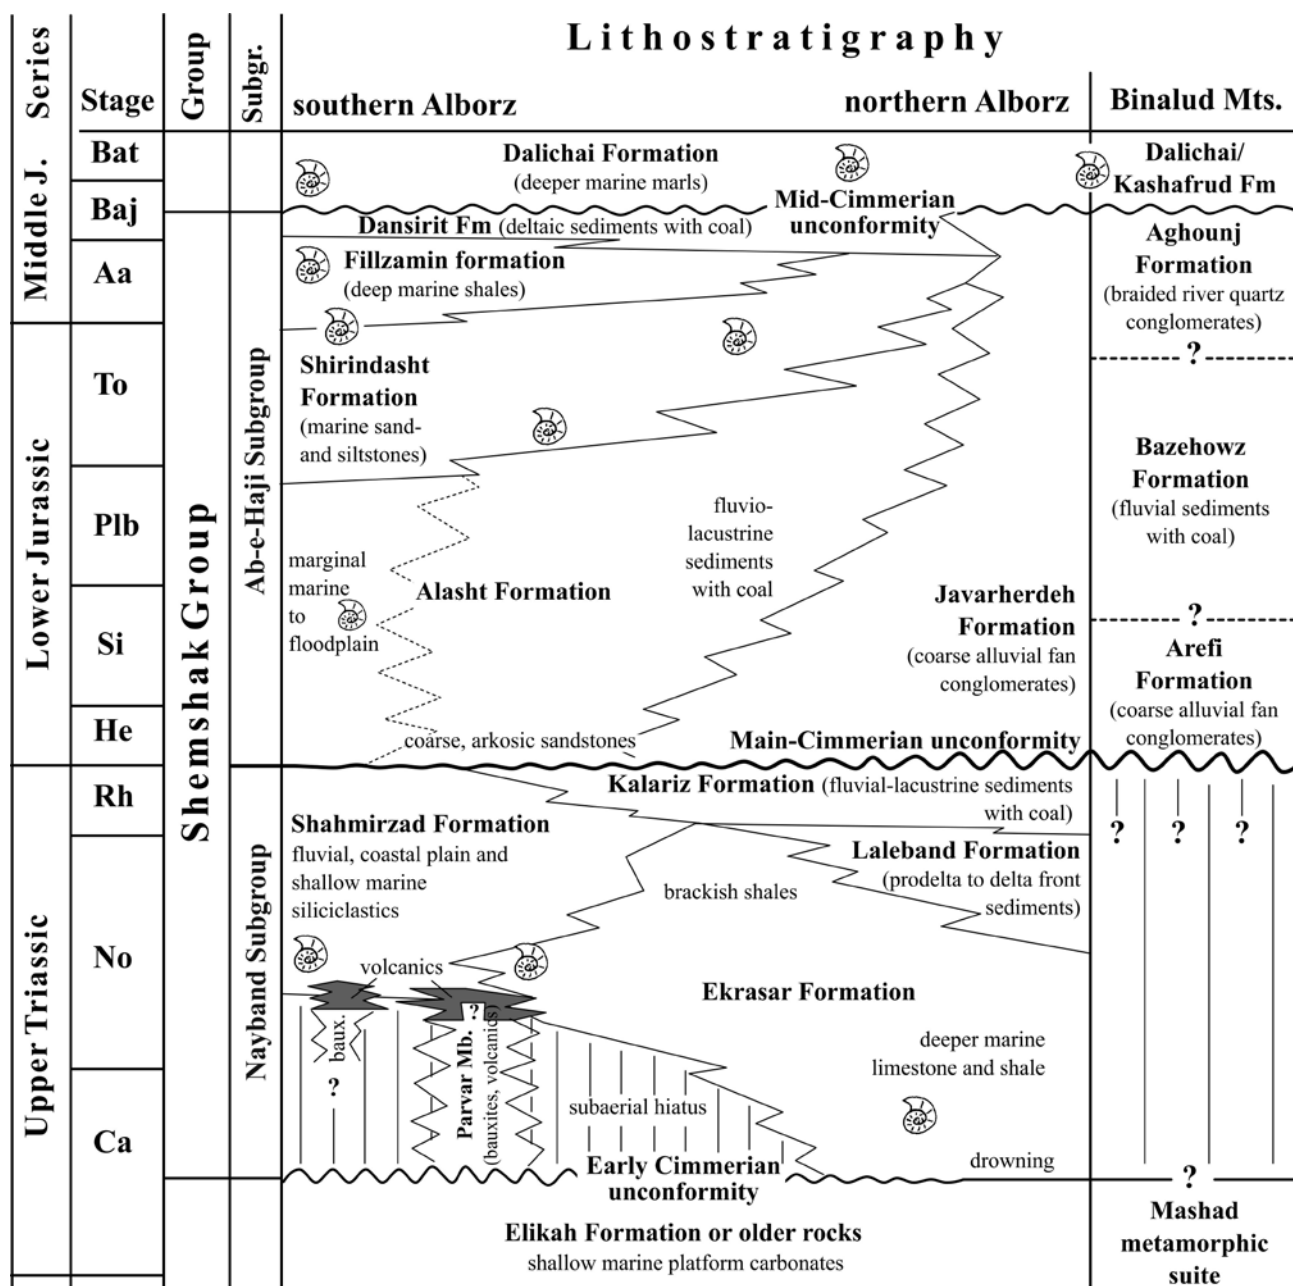 Lithostratigraphy
Series
Stage
Group
Subgr.
southern Alborz
northern Alborz
Binalud Mts.
Middle J.
Lower Jurassic
Upper Triassic
Bat
Baj
Aa
To
Plb
Si
He
Rh
No
Ca
Shemshak Group
Ab-e-Haji Subgroup
Nayband Subgroup
Dalichai Formation
(deeper marine marls)
Mid-Cimmerian
unconformity
Dansirit Fm (deltaic sediments with coal)
Fillzamin formation
(deep marine shales)
Shirindasht
Formation
(marine sand-
and siltstones)
marginal
marine
to
floodplain
Alasht Formation
fluvio-
lacustrine
sediments
with coal
Javarherdeh
Formation
(coarse alluvial fan
conglomerates)
coarse, arkosic sandstones
Main-Cimmerian unconformity
Kalariz Formation (fluvial-lacustrine sediments
with coal)
Shahmirzad Formation
fluvial, coastal plain and
shallow marine
siliciclastics
Laleband Formation
(prodelta to delta front
sediments)
brackish shales
volcanics
?
baux.
?
Parvar Mb.
(bauxites, volcanics)
Ekrasar Formation
deeper marine
limestone and shale
subaerial hiatus
drowning
Early Cimmerian
unconformity
Elikah Formation or older rocks
shallow marine platform carbonates
Dalichai/
Kashafrud Fm
Aghounj
Formation
(braided river quartz
conglomerates)
?
Bazehowz
Formation
(fluvial sediments
with coal)
?
Arefi
Formation
(coarse alluvial fan
conglomerates)
? ? ?
?
Mashad
metamorphic
suite